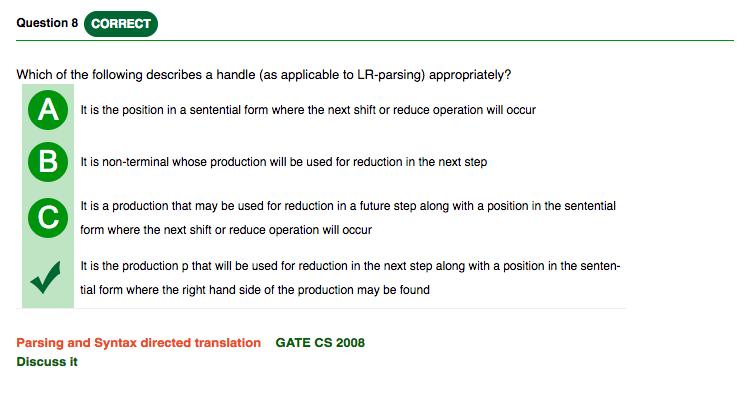 Question 8 CORRECT
Which of the following describes a handle (as applicable to LR-parsing) appropriately?
A It is the position in a sentential form where the next shift or reduce operation will occur
B It is non-terminal whose production will be used for reduction in the next step
C It is a production that may be used for reduction in a future step along with a position in the sentential
form where the next shift or reduce operation will occur
It is the production p that will be used for reduction in the next step along with a position in the senten-
tial form where the right hand side of the production may be found
Parsing and Syntax directed translation GATE CS 2008
Discuss it